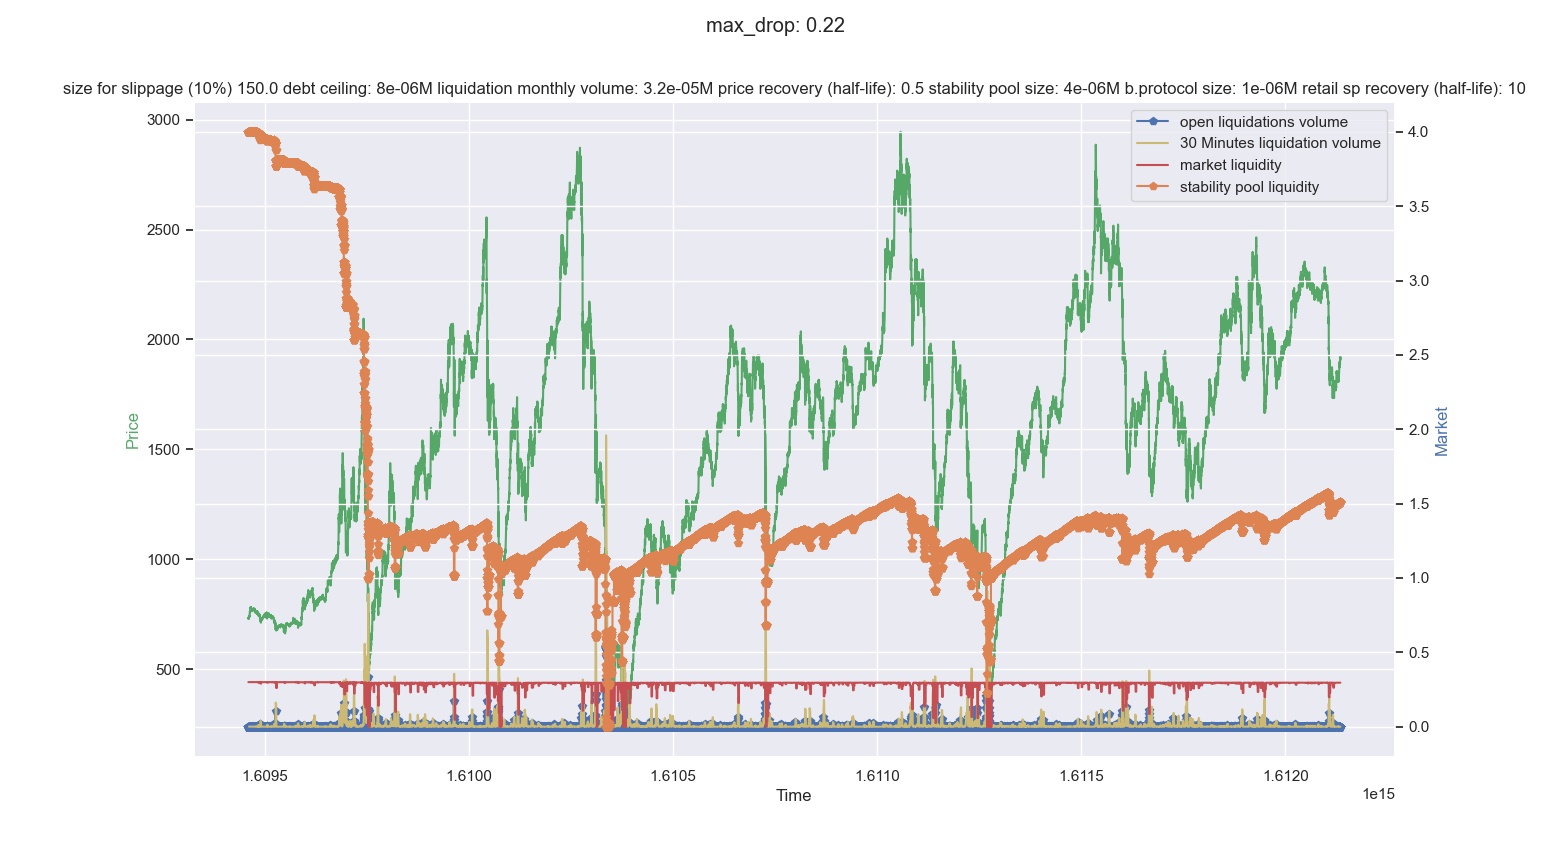 max_drop: 0.22
size for slippage (10%) 150.0 debt ceiling: 8e-06M liquidation monthly volume: 3.2e-05M price recovery (half-life): 0.5 stability pool size: 4e-06M b.protocol size: 1e-06M retail sp recovery (half-life): 10
open liquidations volume
30 Minutes liquidation volume
market liquidity
stability pool liquidity
3000
2500
2000
1500
1000
500
Price
4.0
3.5
3.0
2.5
2.0
1.5
1.0
0.5
0.0
Market
1.6095 1.6100 1.6105 1.6110 1.6115 1.6120
1e15
Time